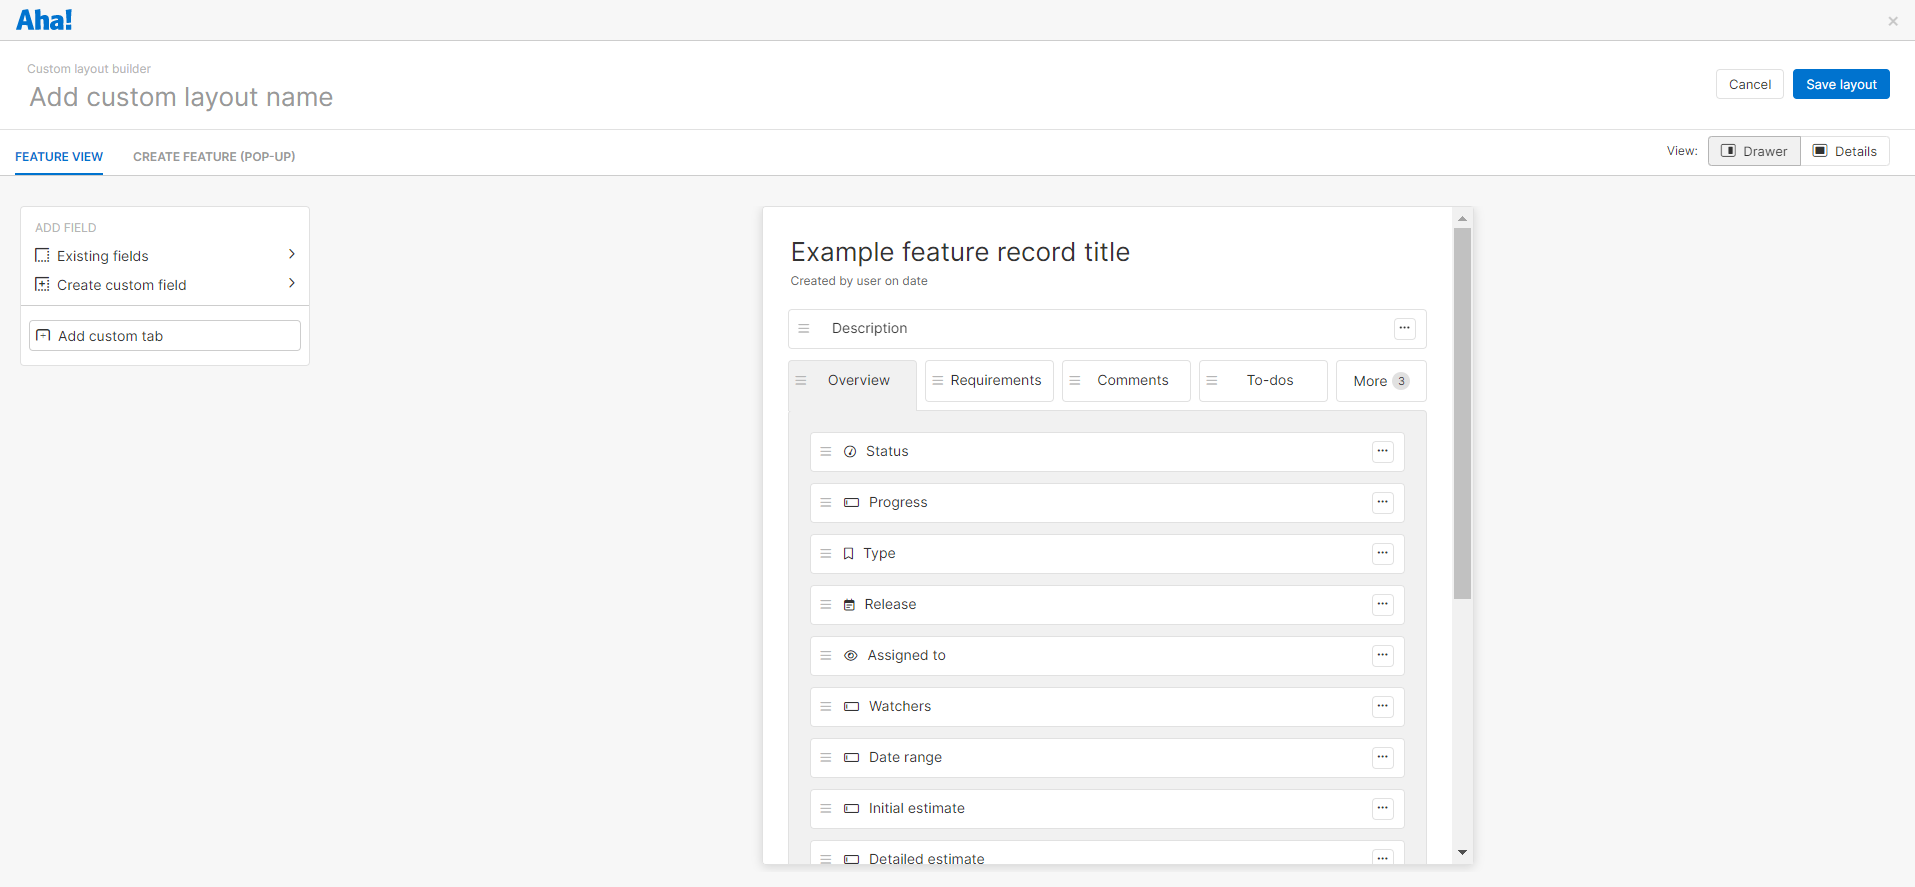 Aha!
×
Custom layout builder
Add custom layout name
Cancel
Save layout
FEATURE VIEW
CREATE FEATURE (POP-UP)
View:
Drawer
Details
ADD FIELD
Existing fields
Create custom field
Add custom tab
Example feature record title
Created by user on date
Description
Overview
Requirements
Comments
To-dos
More 3
Status
Progress
Type
Release
Assigned to
Watchers
Date range
Initial estimate
Detailed estimate